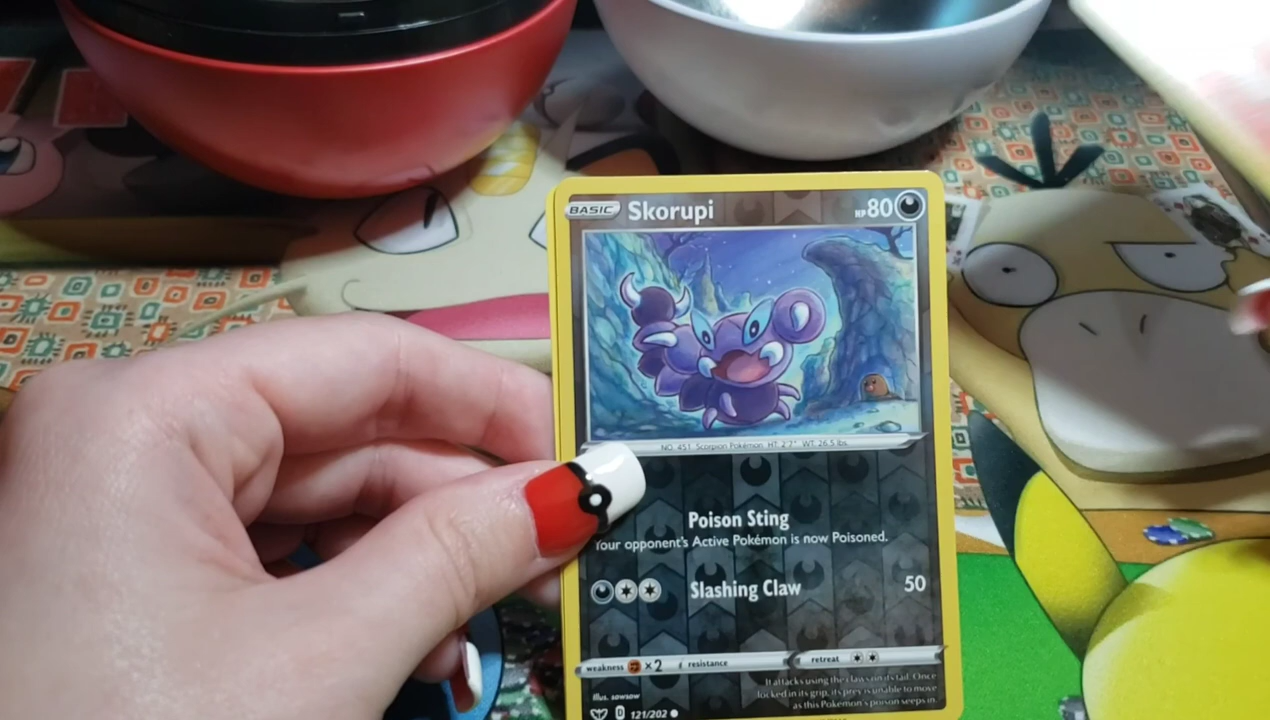 BASIC Skorupi HP 80
NO. 451 Scorpion Pokémon HT: 2'7" WT: 26.5 lbs.
Poison Sting
Your opponent's Active Pokémon is now Poisoned.
Slashing Claw 50
weakness ×2 resistance retreat
It attacks using the claws on its tail. Once
locked in its grip, its prey is unable to move
as this Pokémon's poison seeps in.
Illus. sowsow
D 121/202